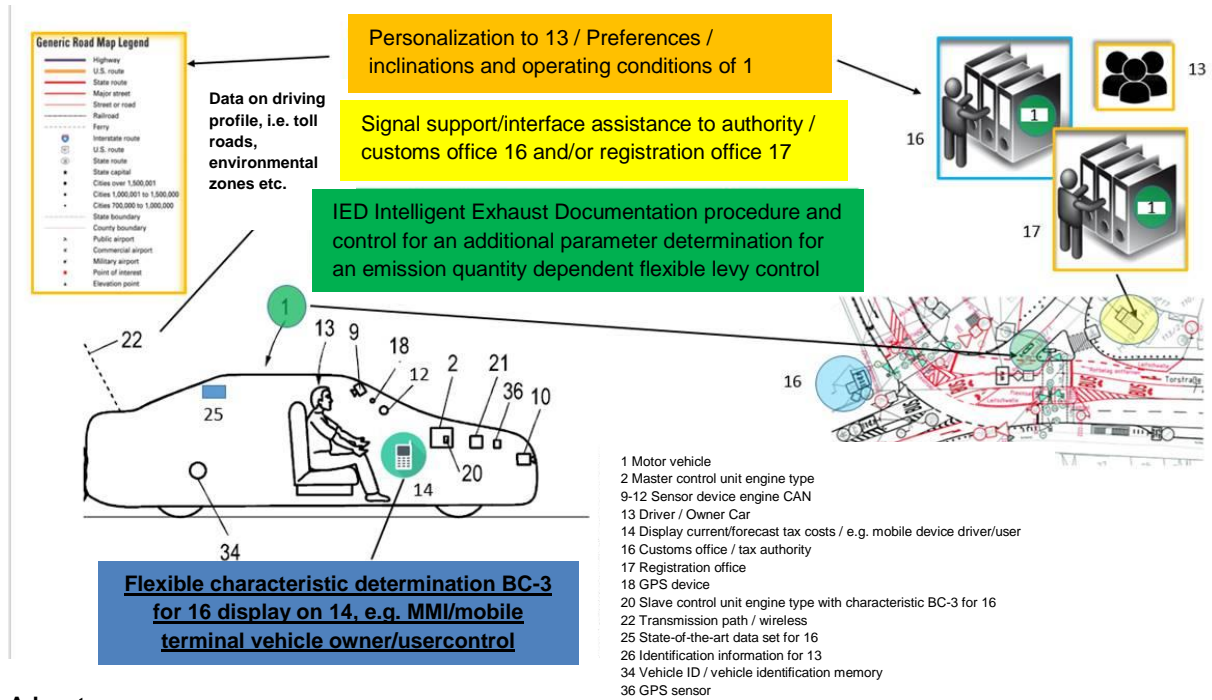 Generic Road Map Legend
Highway
U.S. route
State route
Major street
Street or road
Railroad
Ferry
Interstate route
U.S. route
State route
State capital
Cities over 1,500,001
Cities 1,000,001 to 1,500,000
Cities 700,000 to 1,000,000
State boundary
County boundary
Public airport
Commercial airport
Military airport
Point of interest
Elevation point
Data on driving
profile, i.e. toll
roads,
environmental
zones etc.
Personalization to 13 / Preferences /
inclinations and operating conditions of 1
Signal support/interface assistance to authority /
customs office 16 and/or registration office 17
IED Intelligent Exhaust Documentation procedure and
control for an additional parameter determination for
an emission quantity dependent flexible levy control
1
16
13
1
17
22
1
13
9
18
12
2
21
36
10
25
20
14
34
16
Torstraße
Flexible characteristic determination BC-3
for 16 display on 14, e.g. MMI/mobile
terminal vehicle owner/usercontrol
1 Motor vehicle
2 Master control unit engine type
9-12 Sensor device engine CAN
13 Driver / Owner Car
14 Display current/forecast tax costs / e.g. mobile device driver/user
16 Customs office / tax authority
17 Registration office
18 GPS device
20 Slave control unit engine type with characteristic BC-3 for 16
22 Transmission path / wireless
25 State-of-the-art data set for 16
26 Identification information for 13
34 Vehicle ID / vehicle identification memory
36 GPS sensor